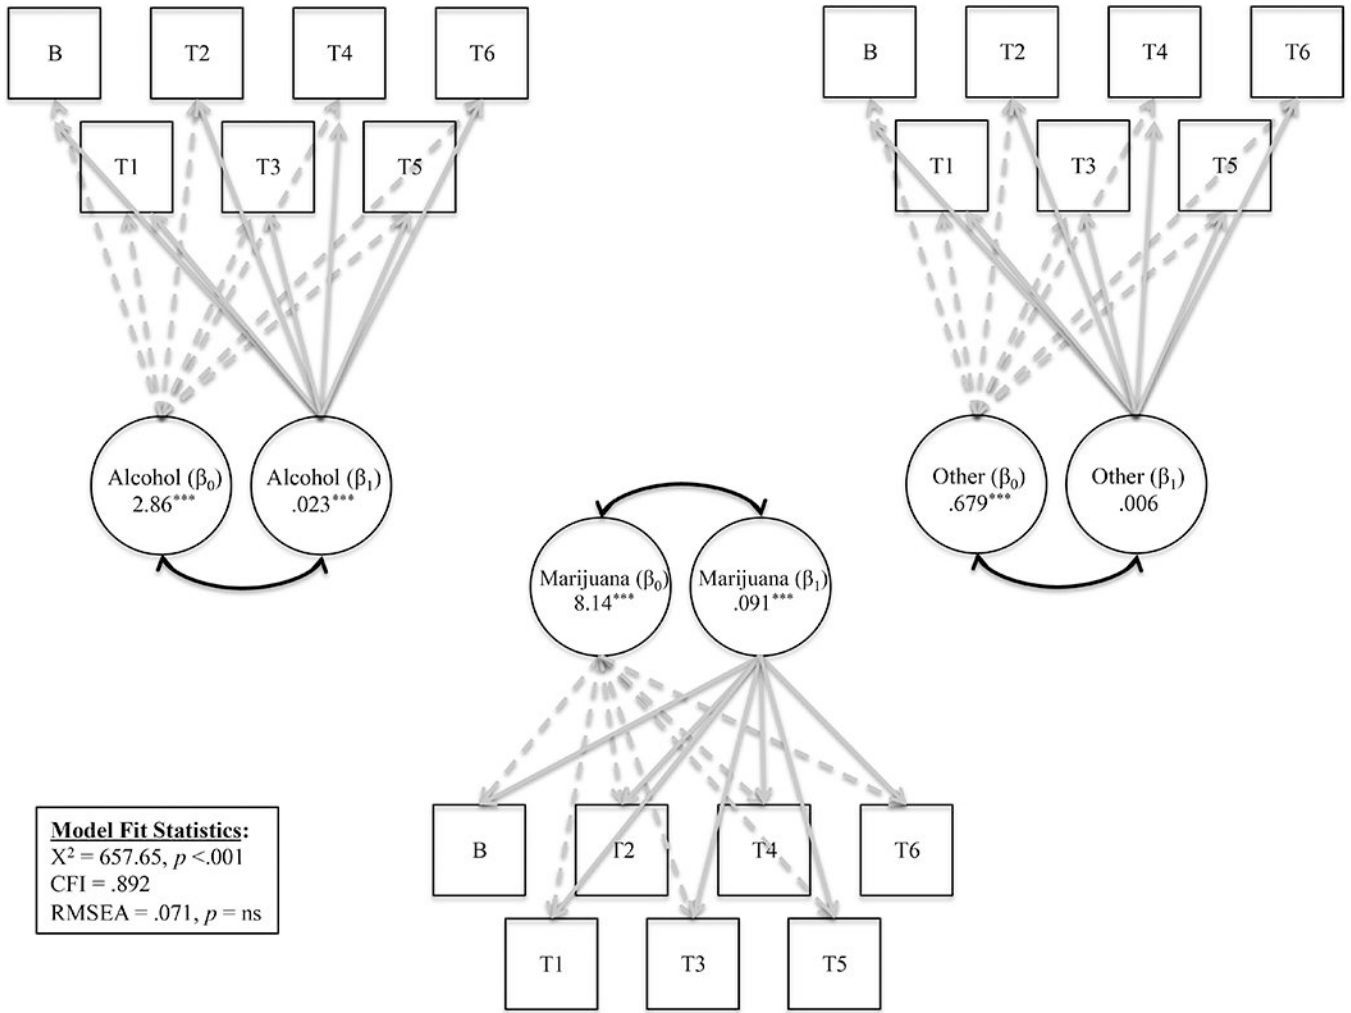 B
T2
T4
T6
T1
T3
T5
B
T2
T4
T6
T1
T3
T5
Alcohol (β₀)
2.86***
Alcohol (β₁)
.023***
Other (β₀)
.679***
Other (β₁)
.006
Marijuana (β₀)
8.14***
Marijuana (β₁)
.091***
B
T2
T4
T6
T1
T3
T5
Model Fit Statistics:
X² = 657.65, p <.001
CFI = .892
RMSEA = .071, p = ns